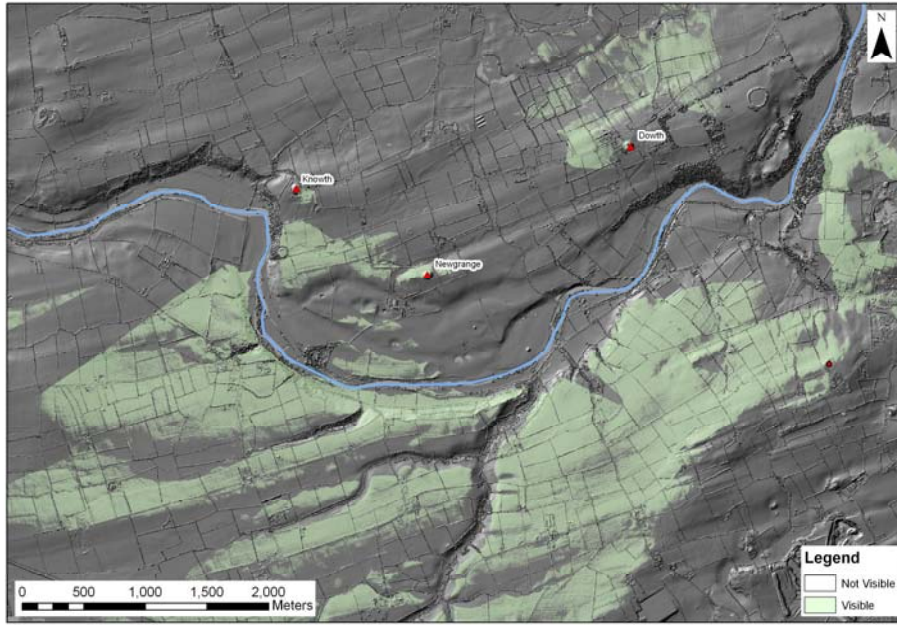 N
Dowth
Knowth
Newgrange
0 500 1,000 1,500 2,000
Meters
Legend
Not Visible
Visible